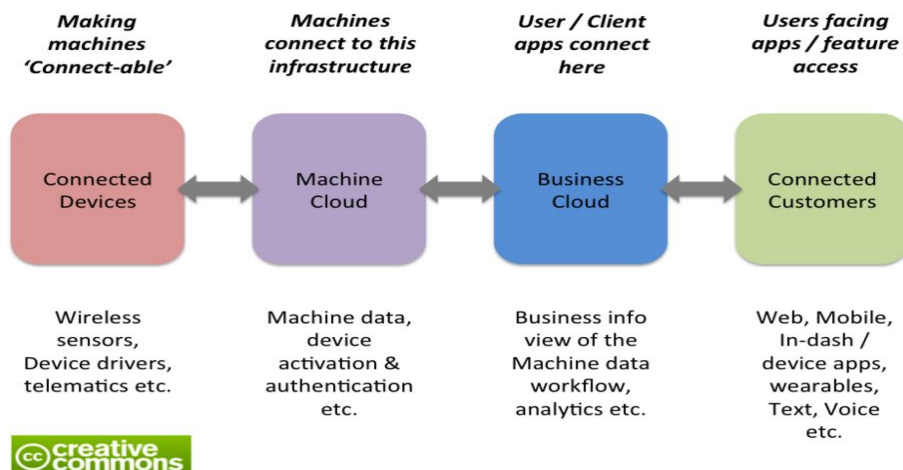 Making
machines
‘Connect-able’
Machines
connect to this
infrastructure
User / Client
apps connect
here
Users facing
apps / feature
access
Connected
Devices
Machine
Cloud
Business
Cloud
Connected
Customers
Wireless
sensors,
Device drivers,
telematics etc.
Machine data,
device
activation &
authentication
etc.
Business info
view of the
Machine data
workflow,
analytics etc.
Web, Mobile,
In-dash /
device apps,
wearables,
Text, Voice
etc.
cc creative
commons